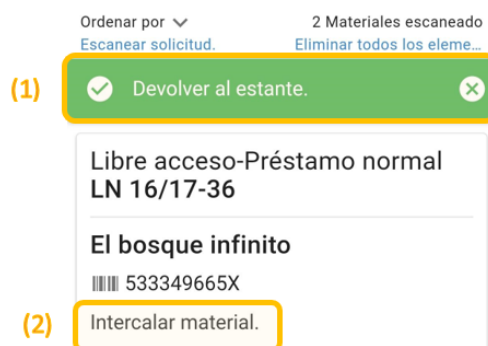 Ordenar por 2 Materiales escaneado
Escanear solicitud. Eliminar todos los eleme...
(1) Devolver al estante.
Libre acceso-Préstamo normal
LN 16/17-36
El bosque infinito
533349665X
(2) Intercalar material.